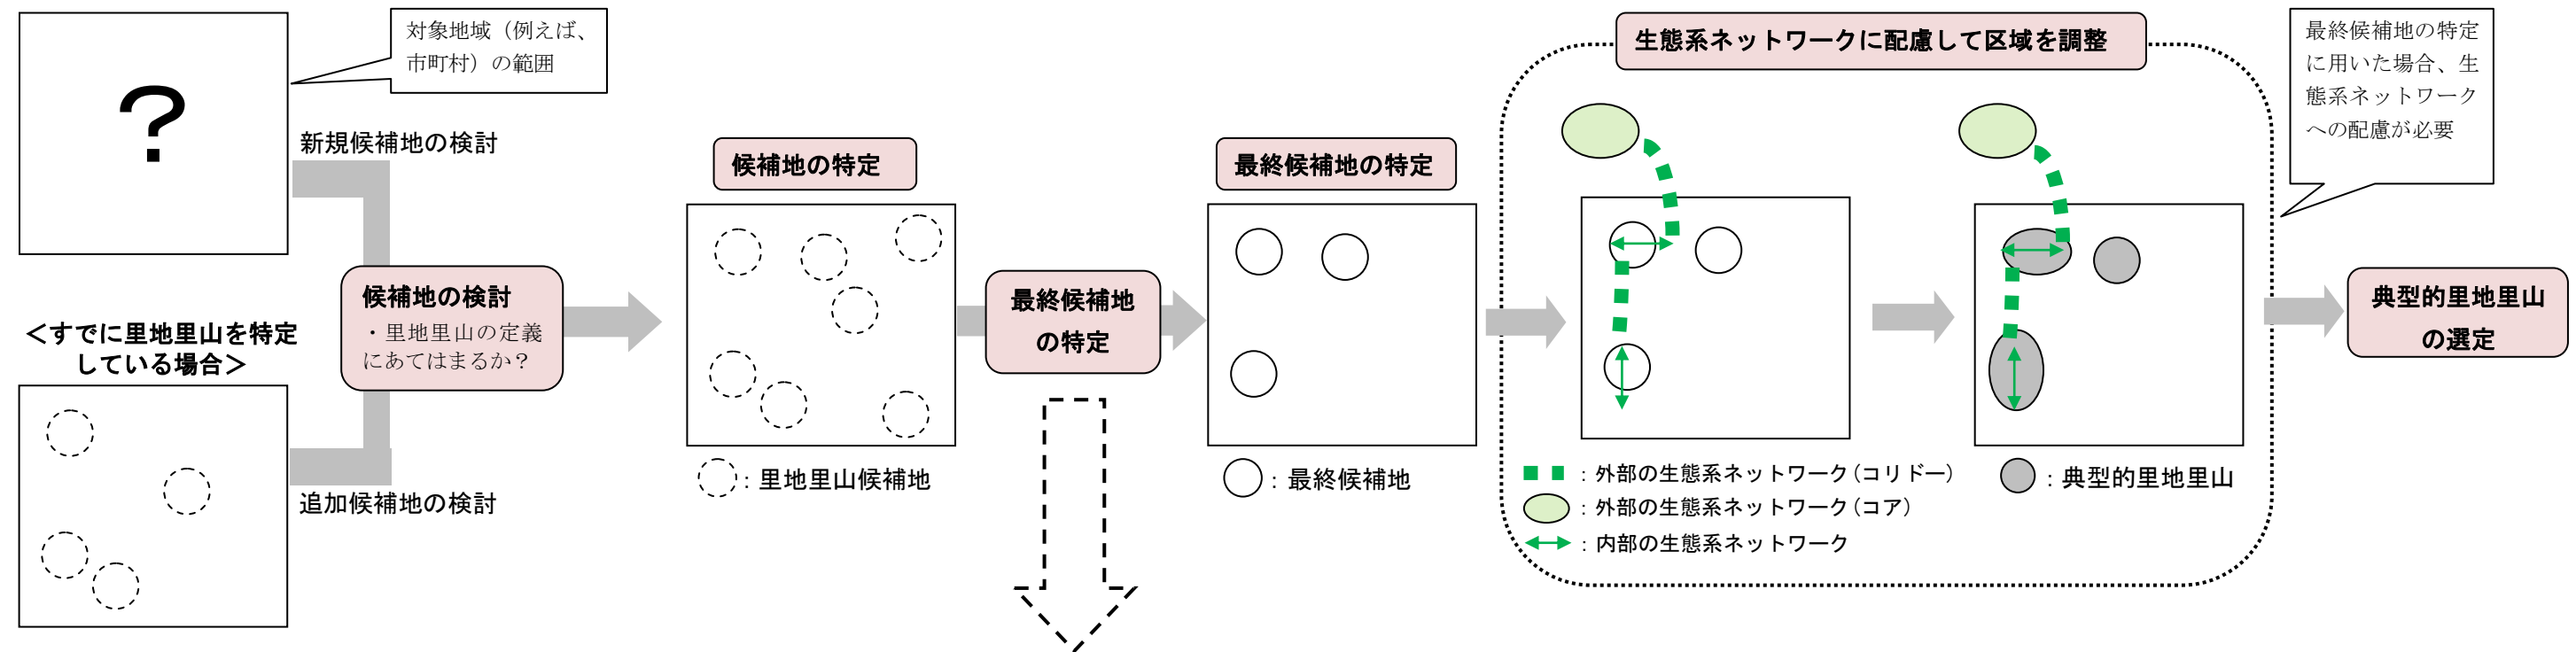 対象地域（例えば、
市町村）の範囲
?
新規候補地の検討
＜すでに里地里山を特定
している場合＞
追加候補地の検討
候補地の検討
・里地里山の定義
にあてはまるか？
候補地の特定
：里地里山候補地
最終候補地
の特定
最終候補地の特定
：最終候補地
生態系ネットワークに配慮して区域を調整
：外部の生態系ネットワーク（コリドー）
：外部の生態系ネットワーク（コア）
：内部の生態系ネットワーク
：典型的里地里山
最終候補地の特定
に用いた場合、生
態系ネットワーク
への配慮が必要
典型的里地里山
の選定